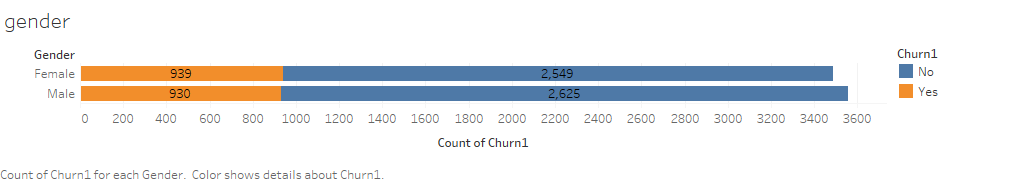 gender
Gender
Churn1
Female 939 2,549
No
Male 930 2,625
Yes
0 200 400 600 800 1000 1200 1400 1600 1800 2000 2200 2400 2600 2800 3000 3200 3400 3600
Count of Churn1
Count of Churn1 for each Gender. Color shows details about Churn1.